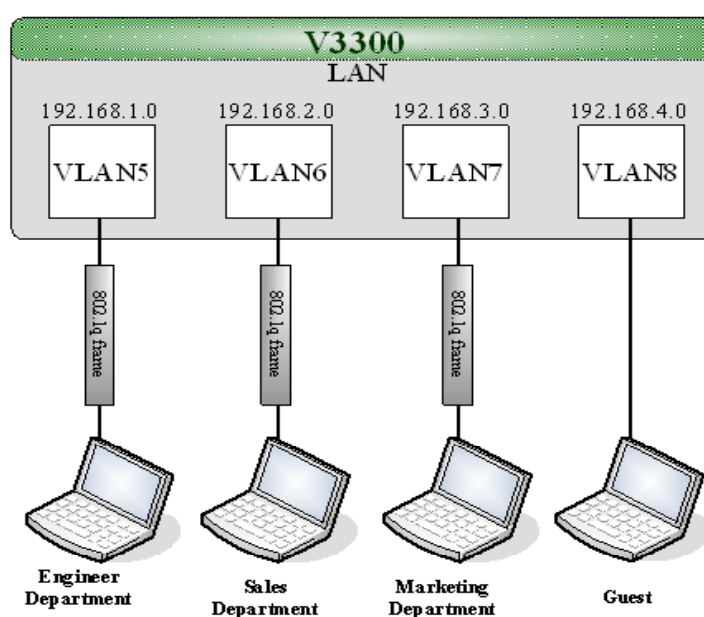 V3300
LAN
192.168.1.0 192.168.2.0 192.168.3.0 192.168.4.0
VLAN5 VLAN6 VLAN7 VLAN8
802.1q frame 802.1q frame 802.1q frame
Engineer
Department
Sales
Department
Marketing
Department
Guest